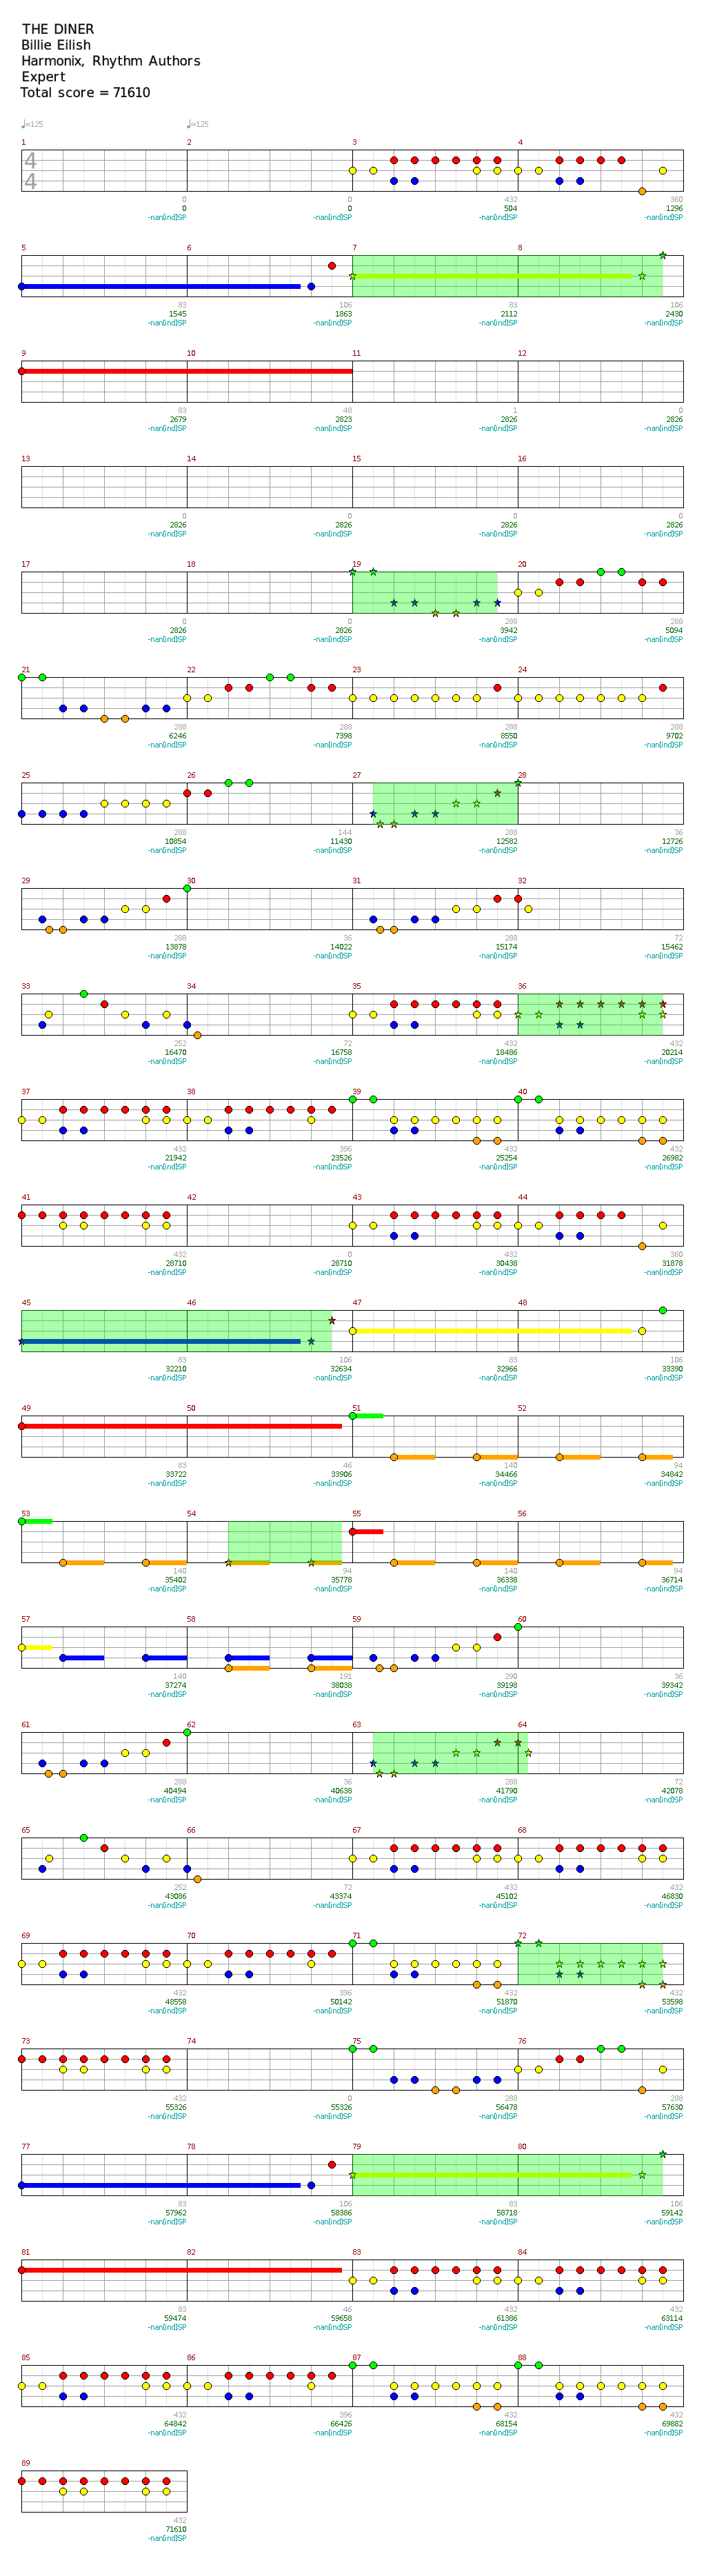 THE DINER
Billie Eilish
Harmonix, Rhythm Authors
Expert
Total score = 71610
♩=125 ♩=125
1 2 3 4
4
4
0 0 432 360
0 0 504 1296
-nan(ind)SP -nan(ind)SP -nan(ind)SP -nan(ind)SP
5 6 7 8
83 106 83 106
1545 1863 2112 2430
-nan(ind)SP -nan(ind)SP -nan(ind)SP -nan(ind)SP
9 10 11 12
83 48 1 0
2679 2823 2826 2826
-nan(ind)SP -nan(ind)SP -nan(ind)SP -nan(ind)SP
13 14 15 16
0 0 0 0
2826 2826 2826 2826
-nan(ind)SP -nan(ind)SP -nan(ind)SP -nan(ind)SP
17 18 19 20
0 0 288 288
2826 2826 3942 5094
-nan(ind)SP -nan(ind)SP -nan(ind)SP -nan(ind)SP
21 22 23 24
288 288 288 288
6246 7398 8550 9702
-nan(ind)SP -nan(ind)SP -nan(ind)SP -nan(ind)SP
25 26 27 28
288 144 288 36
10854 11430 12582 12726
-nan(ind)SP -nan(ind)SP -nan(ind)SP -nan(ind)SP
29 30 31 32
288 36 288 72
13878 14022 15174 15462
-nan(ind)SP -nan(ind)SP -nan(ind)SP -nan(ind)SP
33 34 35 36
252 72 432 432
16470 16758 18486 20214
-nan(ind)SP -nan(ind)SP -nan(ind)SP -nan(ind)SP
37 38 39 40
432 396 432 432
21942 23526 25254 26982
-nan(ind)SP -nan(ind)SP -nan(ind)SP -nan(ind)SP
41 42 43 44
432 0 432 360
28710 28710 30438 31878
-nan(ind)SP -nan(ind)SP -nan(ind)SP -nan(ind)SP
45 46 47 48
83 106 83 106
32210 32634 32966 33390
-nan(ind)SP -nan(ind)SP -nan(ind)SP -nan(ind)SP
49 50 51 52
83 46 140 94
33722 33906 34466 34842
-nan(ind)SP -nan(ind)SP -nan(ind)SP -nan(ind)SP
53 54 55 56
140 94 140 94
35402 35778 36338 36714
-nan(ind)SP -nan(ind)SP -nan(ind)SP -nan(ind)SP
57 58 59 60
140 191 290 36
37274 38038 39198 39342
-nan(ind)SP -nan(ind)SP -nan(ind)SP -nan(ind)SP
61 62 63 64
288 36 288 72
40494 40638 41790 42078
-nan(ind)SP -nan(ind)SP -nan(ind)SP -nan(ind)SP
65 66 67 68
252 72 432 432
43086 43374 45102 46830
-nan(ind)SP -nan(ind)SP -nan(ind)SP -nan(ind)SP
69 70 71 72
432 396 432 432
48558 50142 51870 53598
-nan(ind)SP -nan(ind)SP -nan(ind)SP -nan(ind)SP
73 74 75 76
432 0 288 288
55326 55326 56478 57630
-nan(ind)SP -nan(ind)SP -nan(ind)SP -nan(ind)SP
77 78 79 80
83 106 83 106
57962 58386 58718 59142
-nan(ind)SP -nan(ind)SP -nan(ind)SP -nan(ind)SP
81 82 83 84
83 46 432 432
59474 59658 61386 63114
-nan(ind)SP -nan(ind)SP -nan(ind)SP -nan(ind)SP
85 86 87 88
432 396 432 432
64842 66426 68154 69882
-nan(ind)SP -nan(ind)SP -nan(ind)SP -nan(ind)SP
89
432
71610
-nan(ind)SP